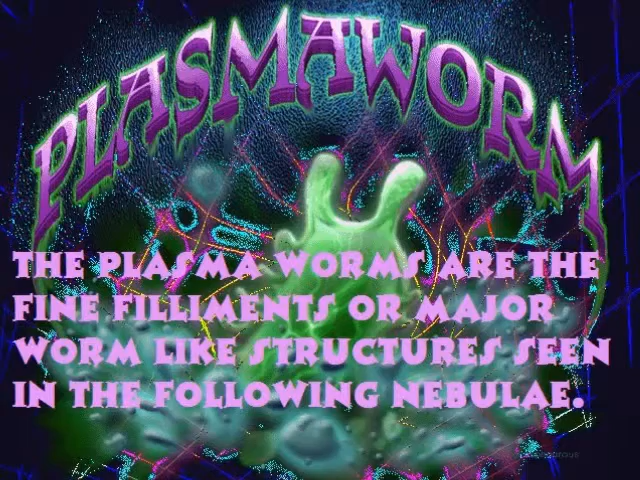 PLASMAWORM
THE PLASMA WORMS ARE THE
FINE FILLIMENTS OR MAJOR
WORM LIKE STRUCTURES SEEN
IN THE FOLLOWING NEBULAE.